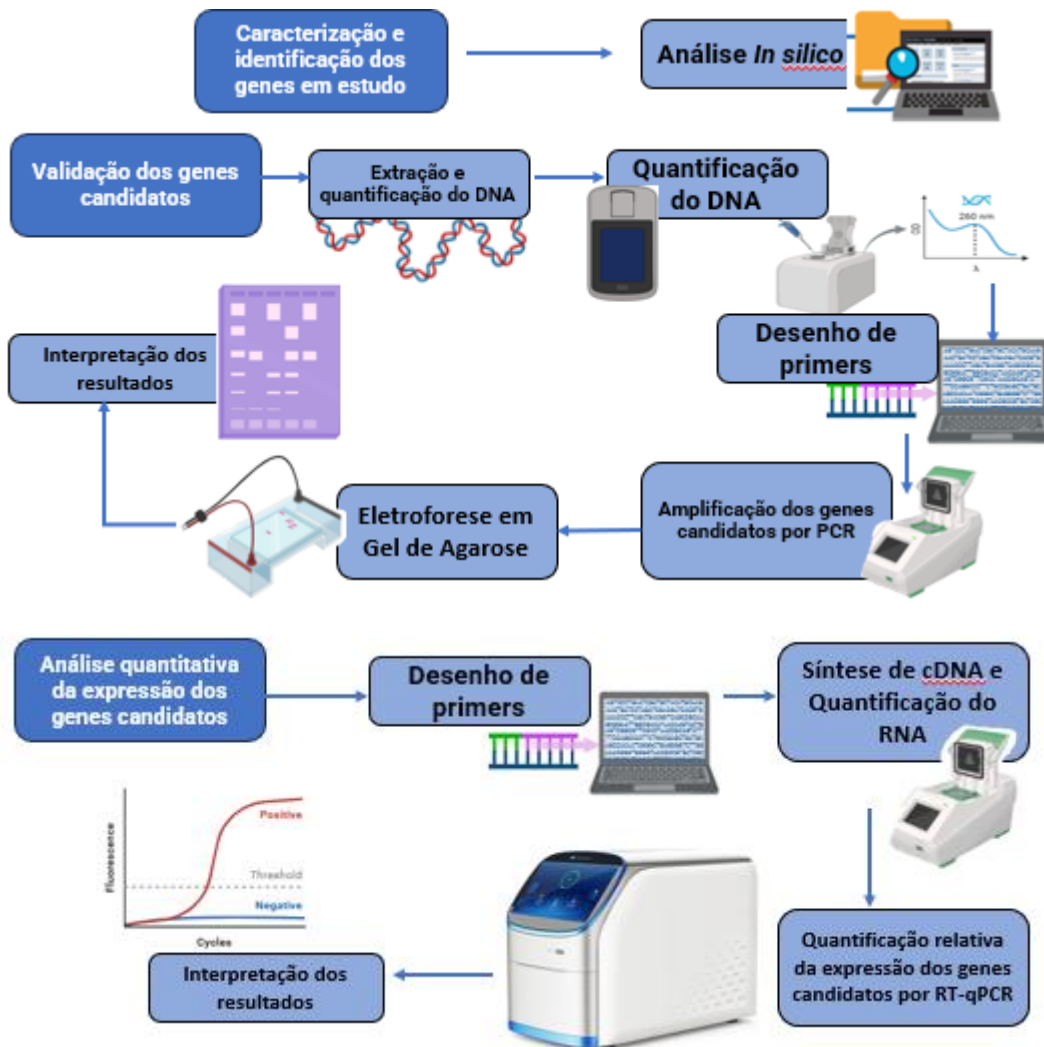 Caracterização e
identificação dos
genes em estudo
Análise In silico
Validação dos genes
candidatos
Extração e
quantificação do DNA
Quantificação
do DNA
260 nm
λ
Desenho de
primers
Interpretação dos
resultados
Amplificação dos genes
candidatos por PCR
Eletroforese em
Gel de Agarose
Análise quantitativa
da expressão dos
genes candidatos
Desenho de
primers
Síntese de cDNA e
Quantificação do
RNA
Fluorescence
Positive
Threshold
Negative
Cycles
Interpretação dos
resultados
Quantificação relativa
da expressão dos genes
candidatos por RT-qPCR